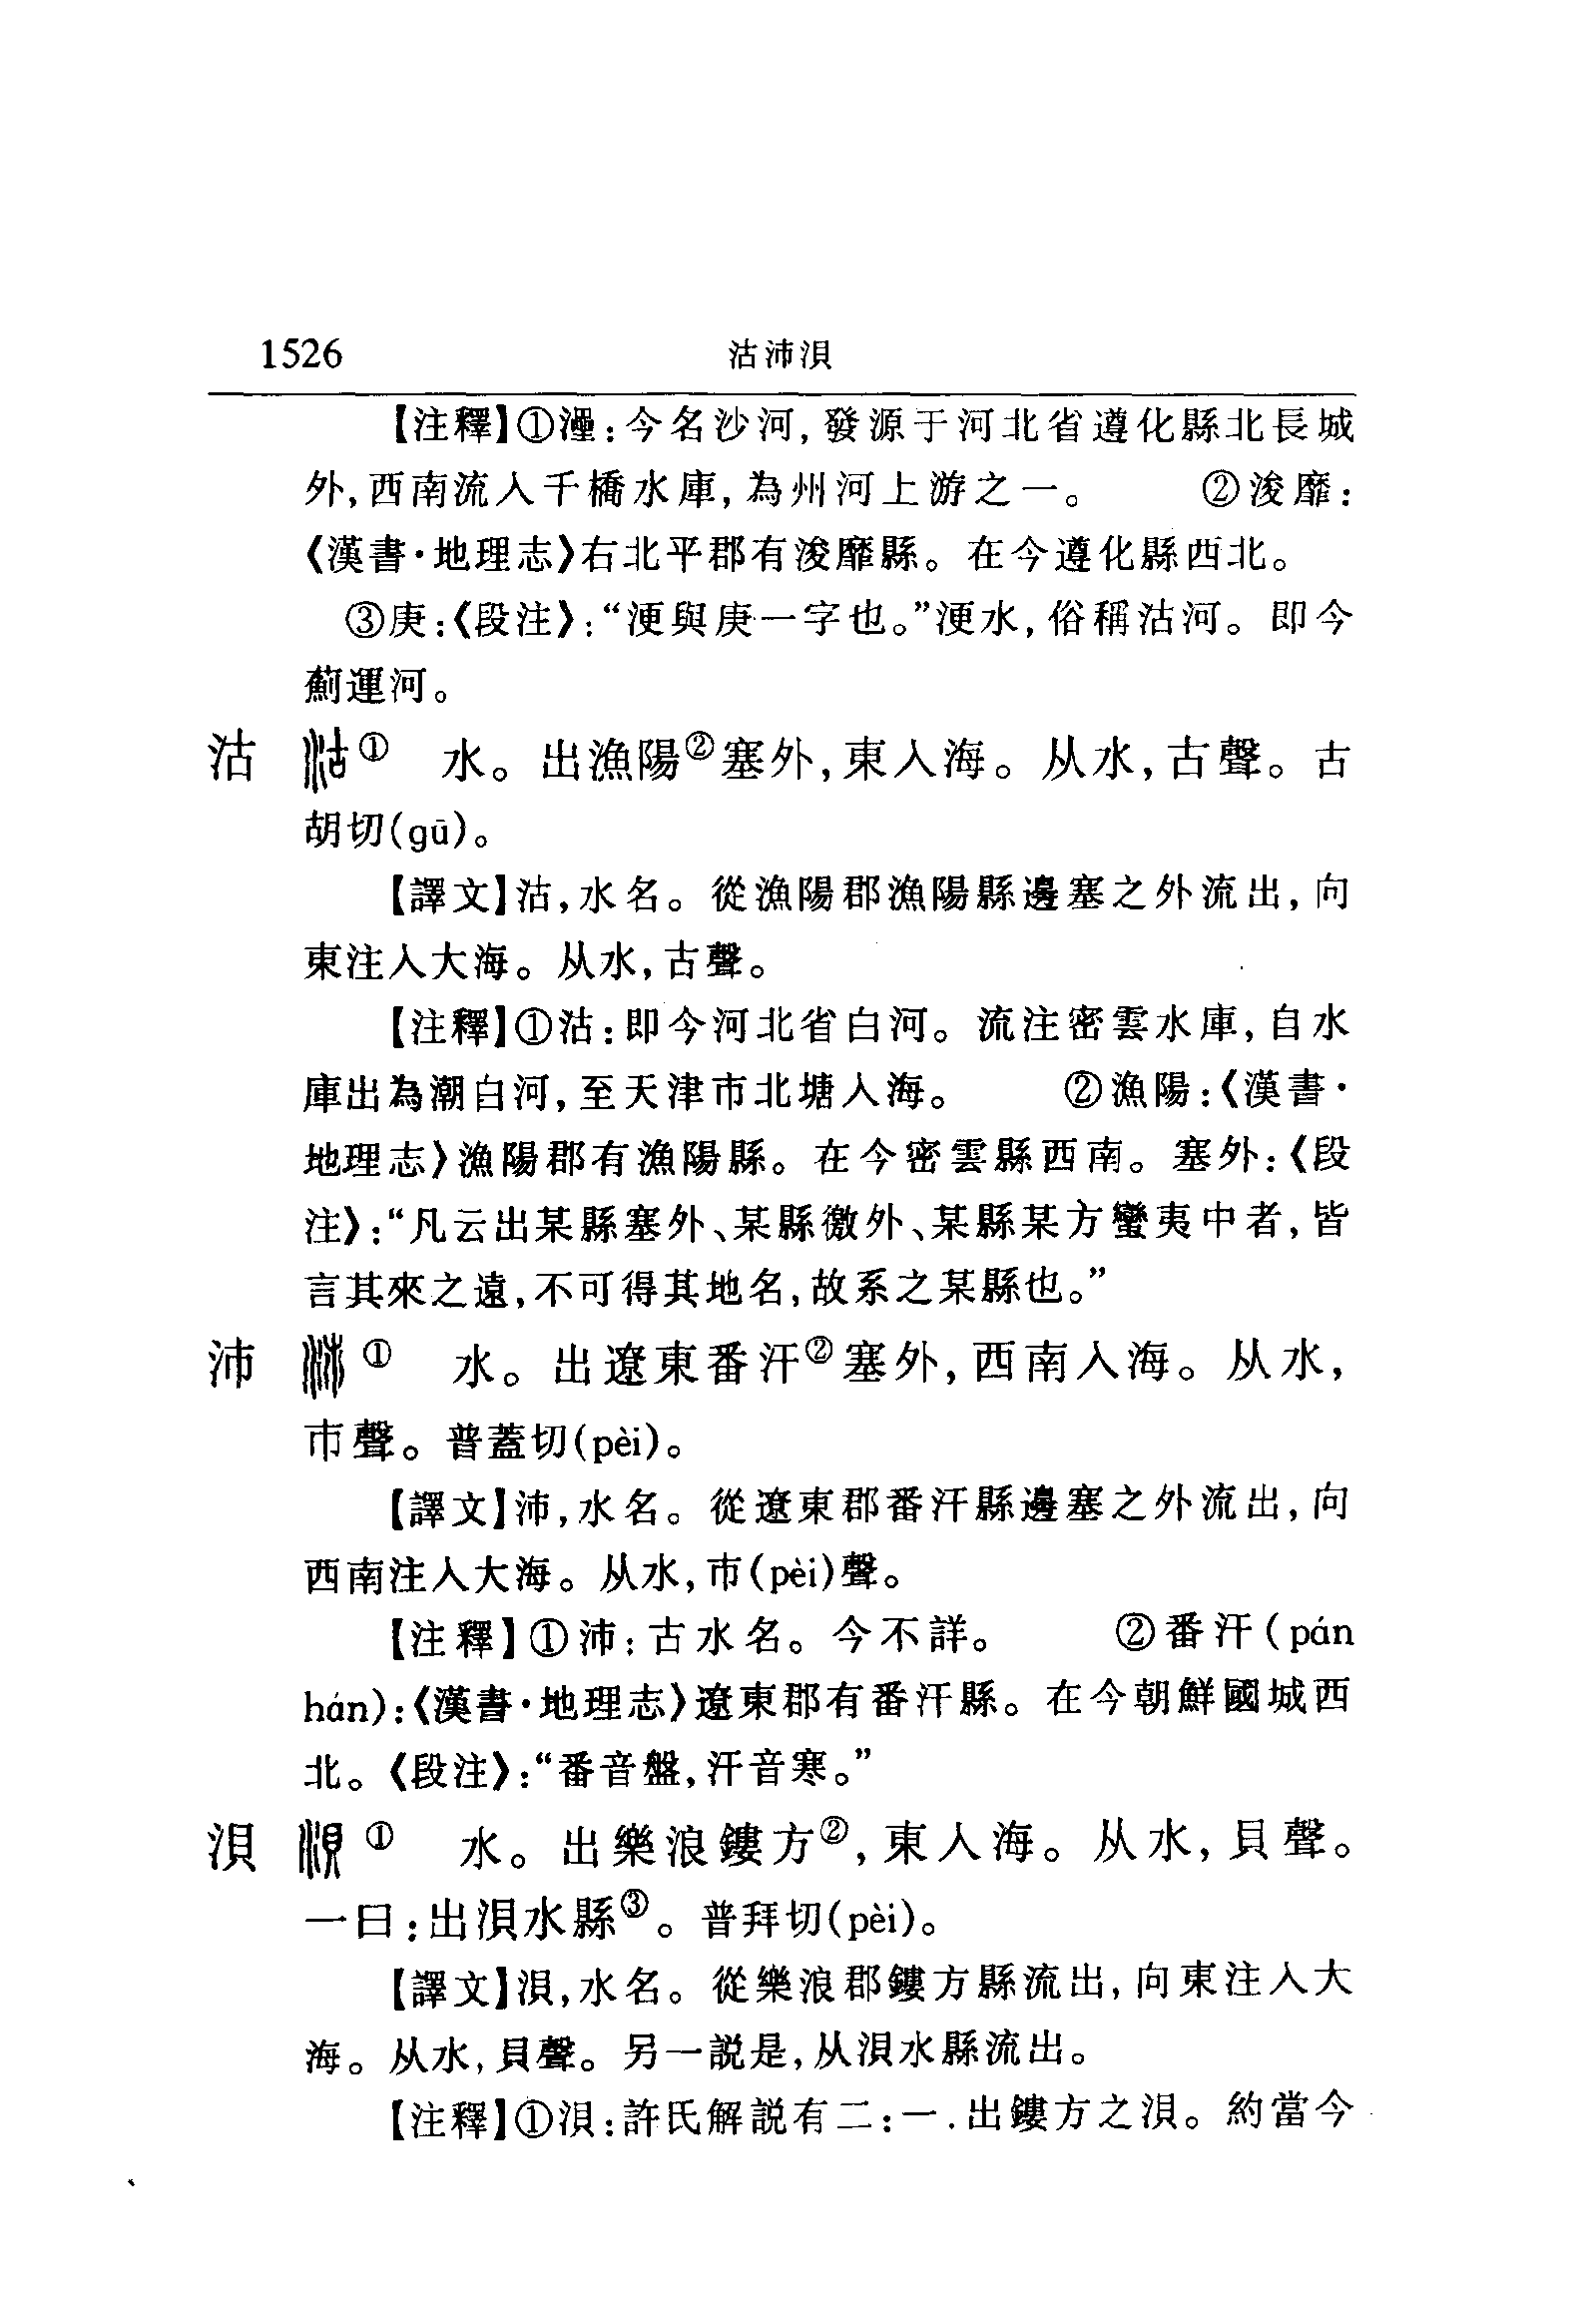 1526 沽沛浿
【注釋】①灅:今名沙河,發源于河北省遵化縣北長城
外,西南流入千橋水庫,為州河上游之一。 ②浚靡:
《漢書·地理志》右北平郡有浚靡縣。在今遵化縣西北。
③庚:《段注》:“浭與庚一字也。”浭水,俗稱沽河。即今
薊運河。
沽 ① 水。出漁陽②塞外,東入海。从水,古聲。古
胡切(gū)。
【譯文】沽,水名。從漁陽郡漁陽縣邊塞之外流出,向
東注入大海。从水,古聲。
【注釋】①沽:即今河北省白河。流注密雲水庫,自水
庫出為潮白河,至天津市北塘入海。 ②漁陽:《漢書·
地理志》漁陽郡有漁陽縣。在今密雲縣西南。塞外:《段
注》:“凡云出某縣塞外、某縣徼外、某縣某方蠻夷中者,皆
言其來之遠,不可得其地名,故系之某縣也。”
沛 ① 水。出遼東番汗②塞外,西南入海。从水,
巿聲。普蓋切(pèi)。
【譯文】沛,水名。從遼東郡番汗縣邊塞之外流出,向
西南注入大海。从水,巿(pèi)聲。
【注釋】①沛:古水名。今不詳。 ②番汗(pán
hán):《漢書·地理志》遼東郡有番汗縣。在今朝鮮國城西
北。《段注》:“番音盤,汗音寒。”
浿 ① 水。出樂浪鏤方②,東入海。从水,貝聲。
一曰:出浿水縣③。普拜切(pèi)。
【譯文】浿,水名。從樂浪郡鏤方縣流出,向東注入大
海。从水,貝聲。另一説是,从浿水縣流出。
【注釋】①浿:許氏解説有二:一.出鏤方之浿。約當今